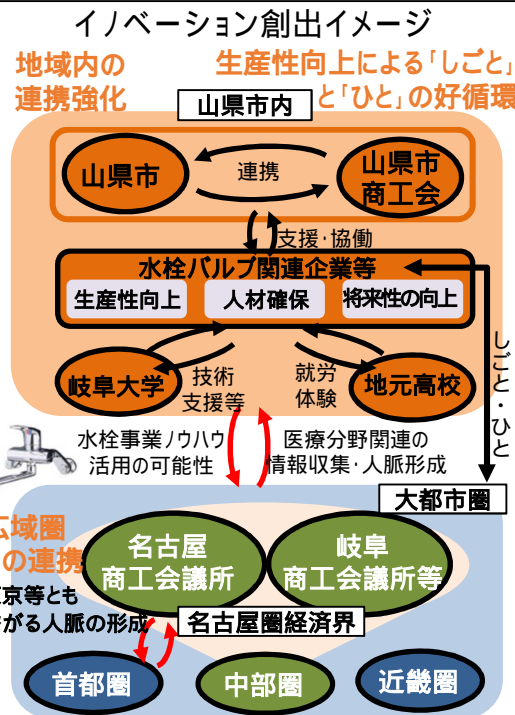 イノベーション創出イメージ
地域内の
連携強化
生産性向上による「しごと」
と「ひと」の好循環
山県市内
山県市
連携
山県市
商工会
支援・協働
水栓バルブ関連企業等
生産性向上
人材確保
将来性の向上
岐阜大学
技術
支援等
就労
体験
地元高校
しごと・ひと
水栓事業ノウハウ
活用の可能性
医療分野関連の
情報収集・人脈形成
大都市圏
広域圏
の連携
京等とも
がる人脈の形成
名古屋
商工会議所
岐阜
商工会議所等
名古屋圏経済界
首都圏
中部圏
近畿圏